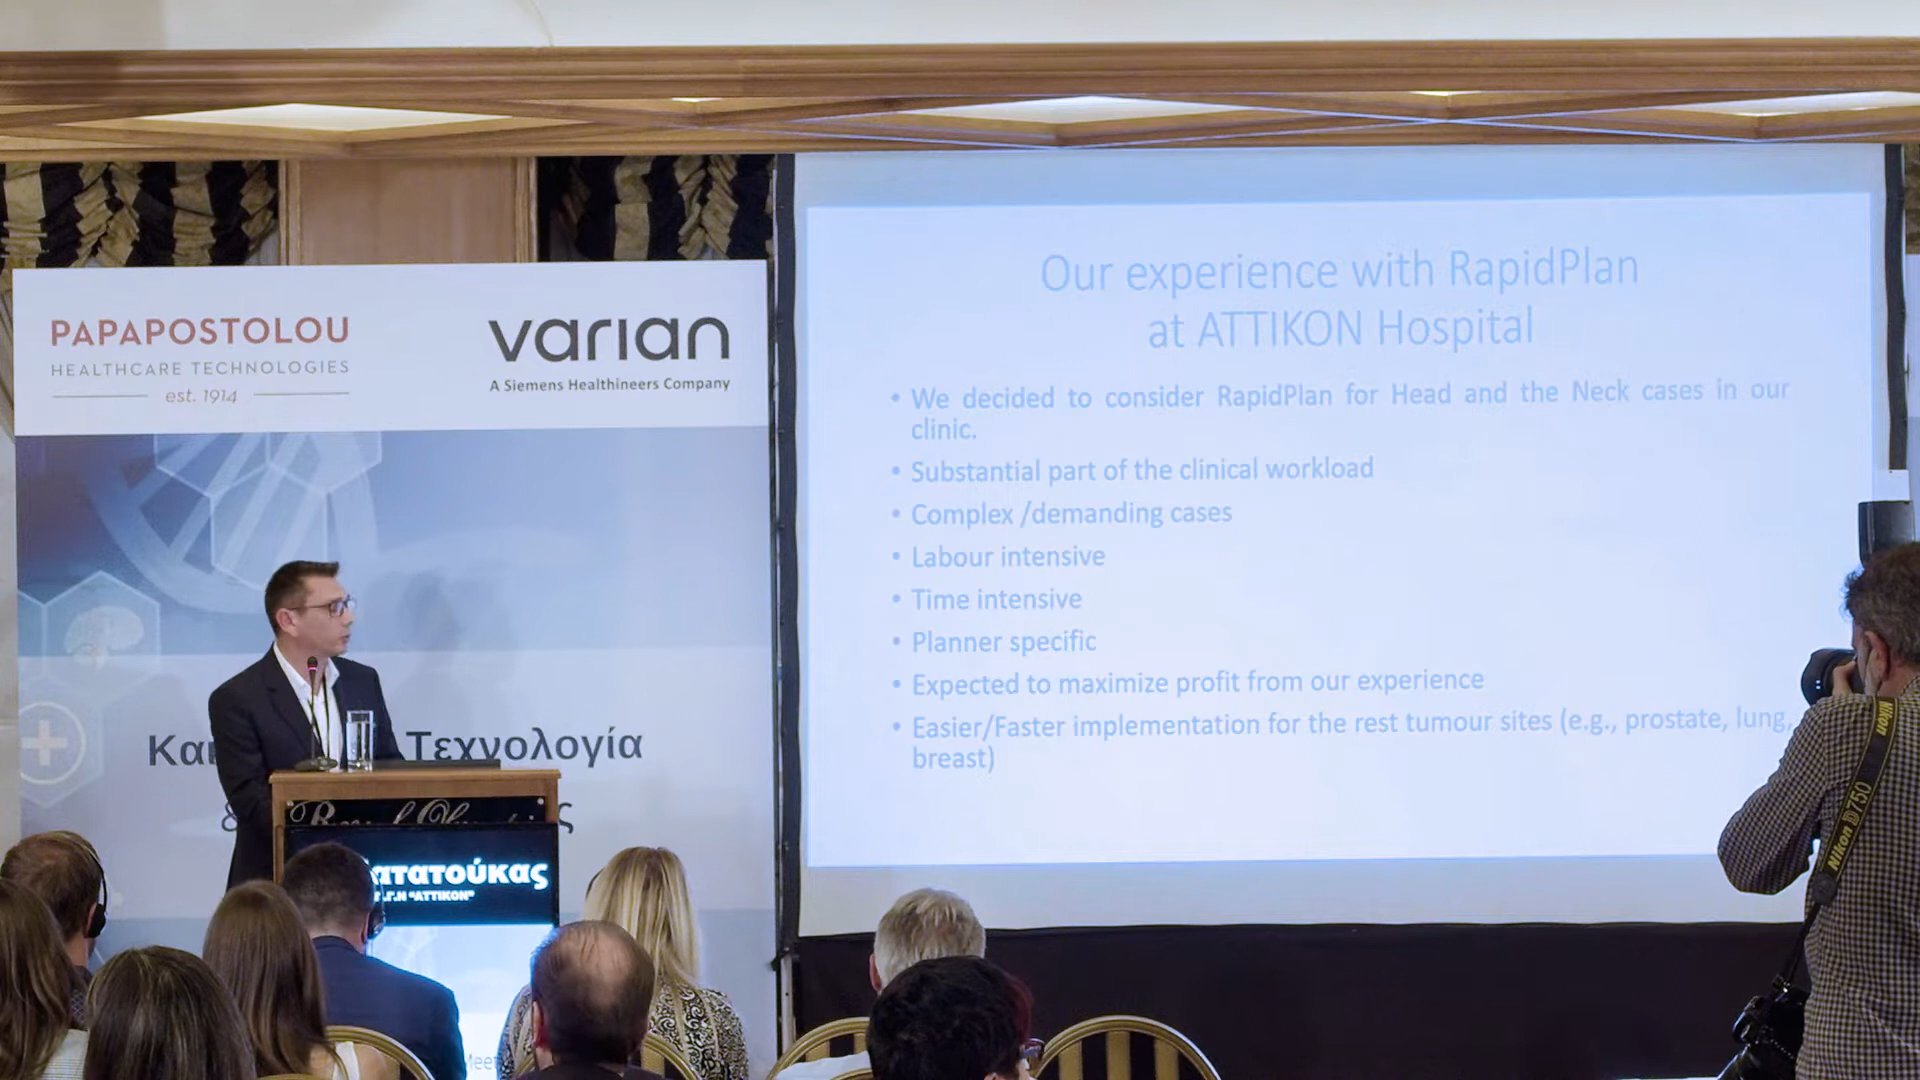 PAPAPOSTOLOU
HEALTHCARE TECHNOLOGIES
est. 1914
varian
A Siemens Healthineers Company
Τεχνολογία
ατατούκας
Γ.Ν "ΑΤΤΙΚΟΝ"
Our experience with RapidPlan
at ATTIKON Hospital
• We decided to consider RapidPlan for Head and the Neck cases in our
clinic.
• Substantial part of the clinical workload
• Complex /demanding cases
• Labour intensive
• Time intensive
• Planner specific
• Expected to maximize profit from our experience
• Easier/Faster implementation for the rest tumour sites (e.g., prostate, lung,
breast)
Nikon
Nikon D750